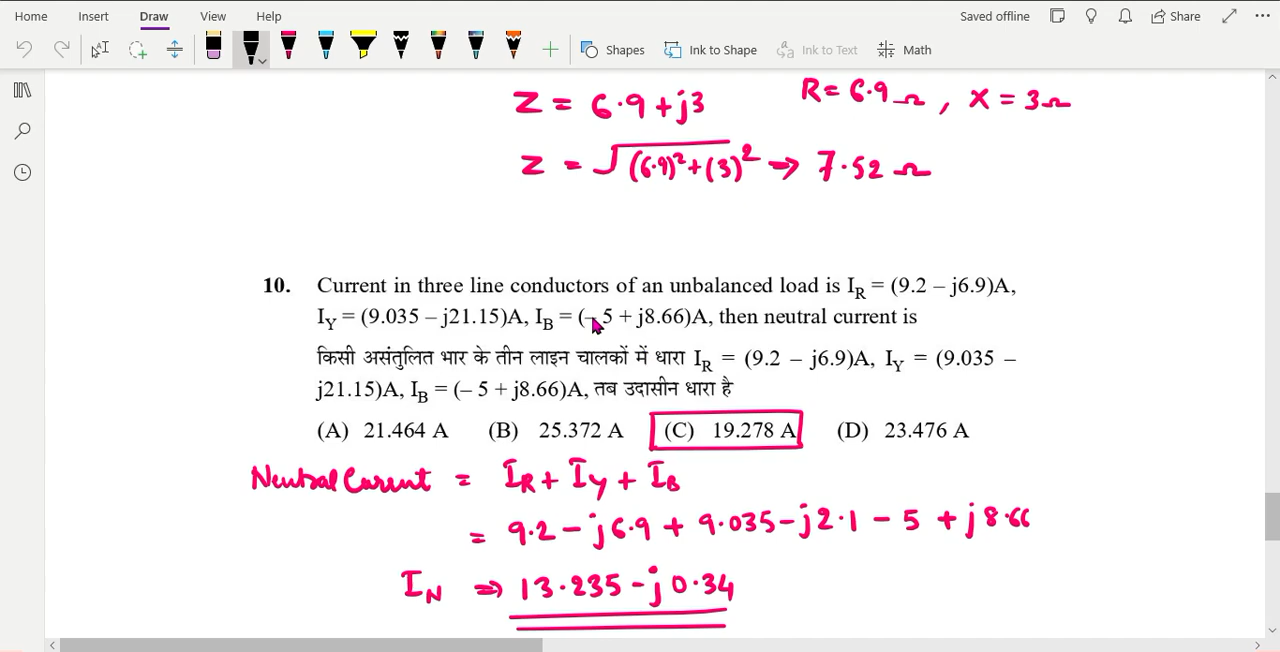 Home Insert Draw View Help Saved offline Share
Shapes Ink to Shape Ink to Text Math
Z = 6.9 + j3 R = 6.9 Ω , X = 3 Ω
Z = √(6.9)² + (3)² → 7.52 Ω
10. Current in three line conductors of an unbalanced load is I_R = (9.2 – j6.9)A,
I_Y = (9.035 – j21.15)A, I_B = (– 5 + j8.66)A, then neutral current is
किसी असंतुलित भार के तीन लाइन चालकों में धारा I_R = (9.2 – j6.9)A, I_Y = (9.035 –
j21.15)A, I_B = (– 5 + j8.66)A, तब उदासीन धारा है
(A) 21.464 A (B) 25.372 A (C) 19.278 A (D) 23.476 A
Neutral Curent = I_R + I_Y + I_B
= 9.2 - j6.9 + 9.035 - j2.1 - 5 + j8.66
I_N ⇒ 13.235 - j0.34